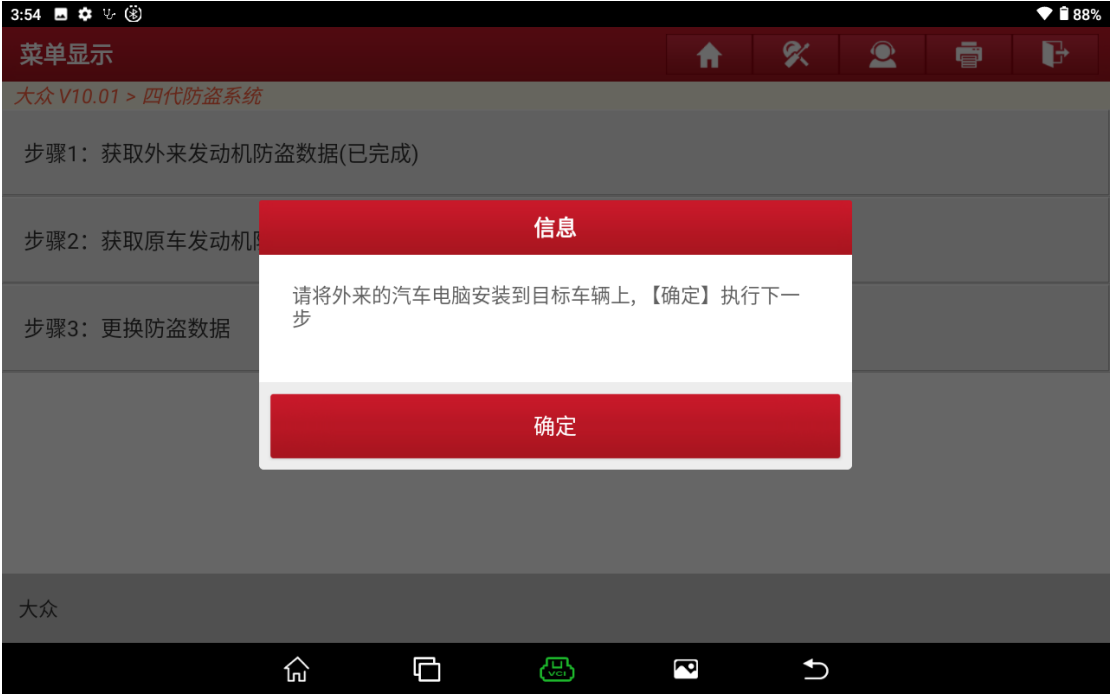 3:54
88%
菜单显示
大众 V10.01 > 四代防盗系统
步骤1：获取外来发动机防盗数据(已完成)
步骤2：获取原车发动机
步骤3：更换防盗数据
信息
请将外来的汽车电脑安装到目标车辆上,【确定】执行下一
步
确定
大众
VCI